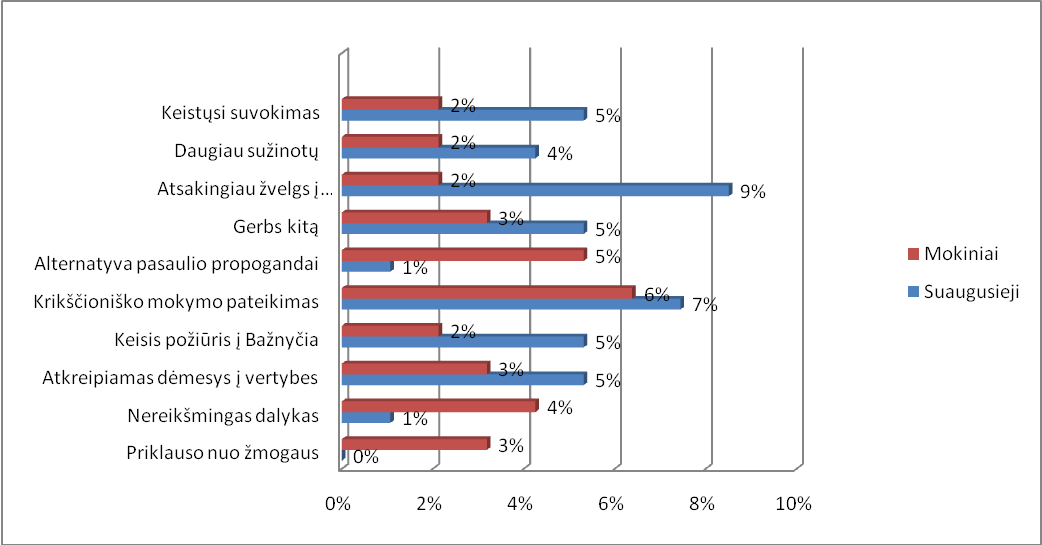 Keistųsi suvokimas 2% 5%
Daugiau sužinotų 2% 4%
Atsakingiau žvelgs į... 2% 9%
Gerbs kitą 3% 5%
Alternatyva pasaulio propogandai 5% 1%
Krikščioniško mokymo pateikimas 6% 7%
Keisis požiūris į Bažnyčia 2% 5%
Atkreipiamas dėmesys į vertybes 3% 5%
Nereikšmingas dalykas 4% 1%
Priklauso nuo žmogaus 3% 0%
0% 2% 4% 6% 8% 10%
Mokiniai
Suaugusieji